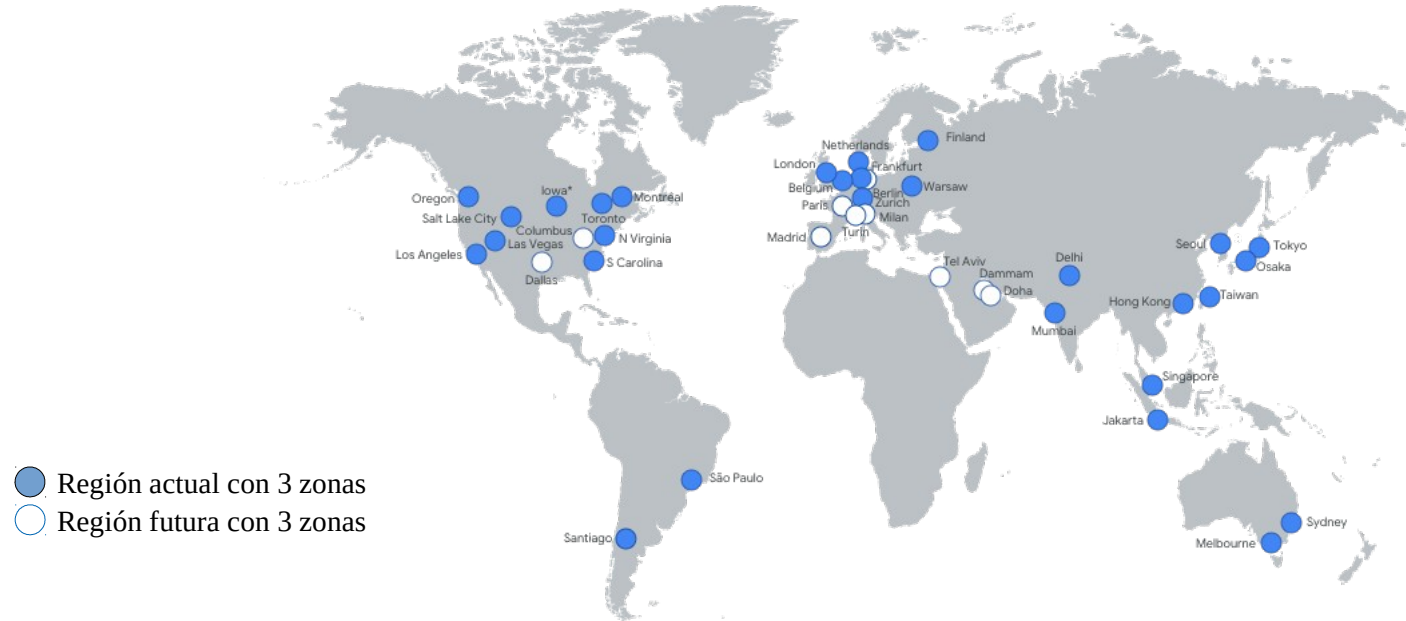 Finland
Netherlands
London
Frankfurt
Belgium
Berlin
Warsaw
Zurich
Paris
Milan
Turin
Madrid
Oregon
Iowa*
Montréal
Salt Lake City
Toronto
Columbus
N Virginia
Las Vegas
Los Angeles
S Carolina
Dallas
Tel Aviv
Dammam
Doha
Delhi
Mumbai
Seoul
Tokyo
Osaka
Hong Kong
Taiwan
Singapore
Jakarta
São Paulo
Santiago
Sydney
Melbourne
Región actual con 3 zonas
Región futura con 3 zonas